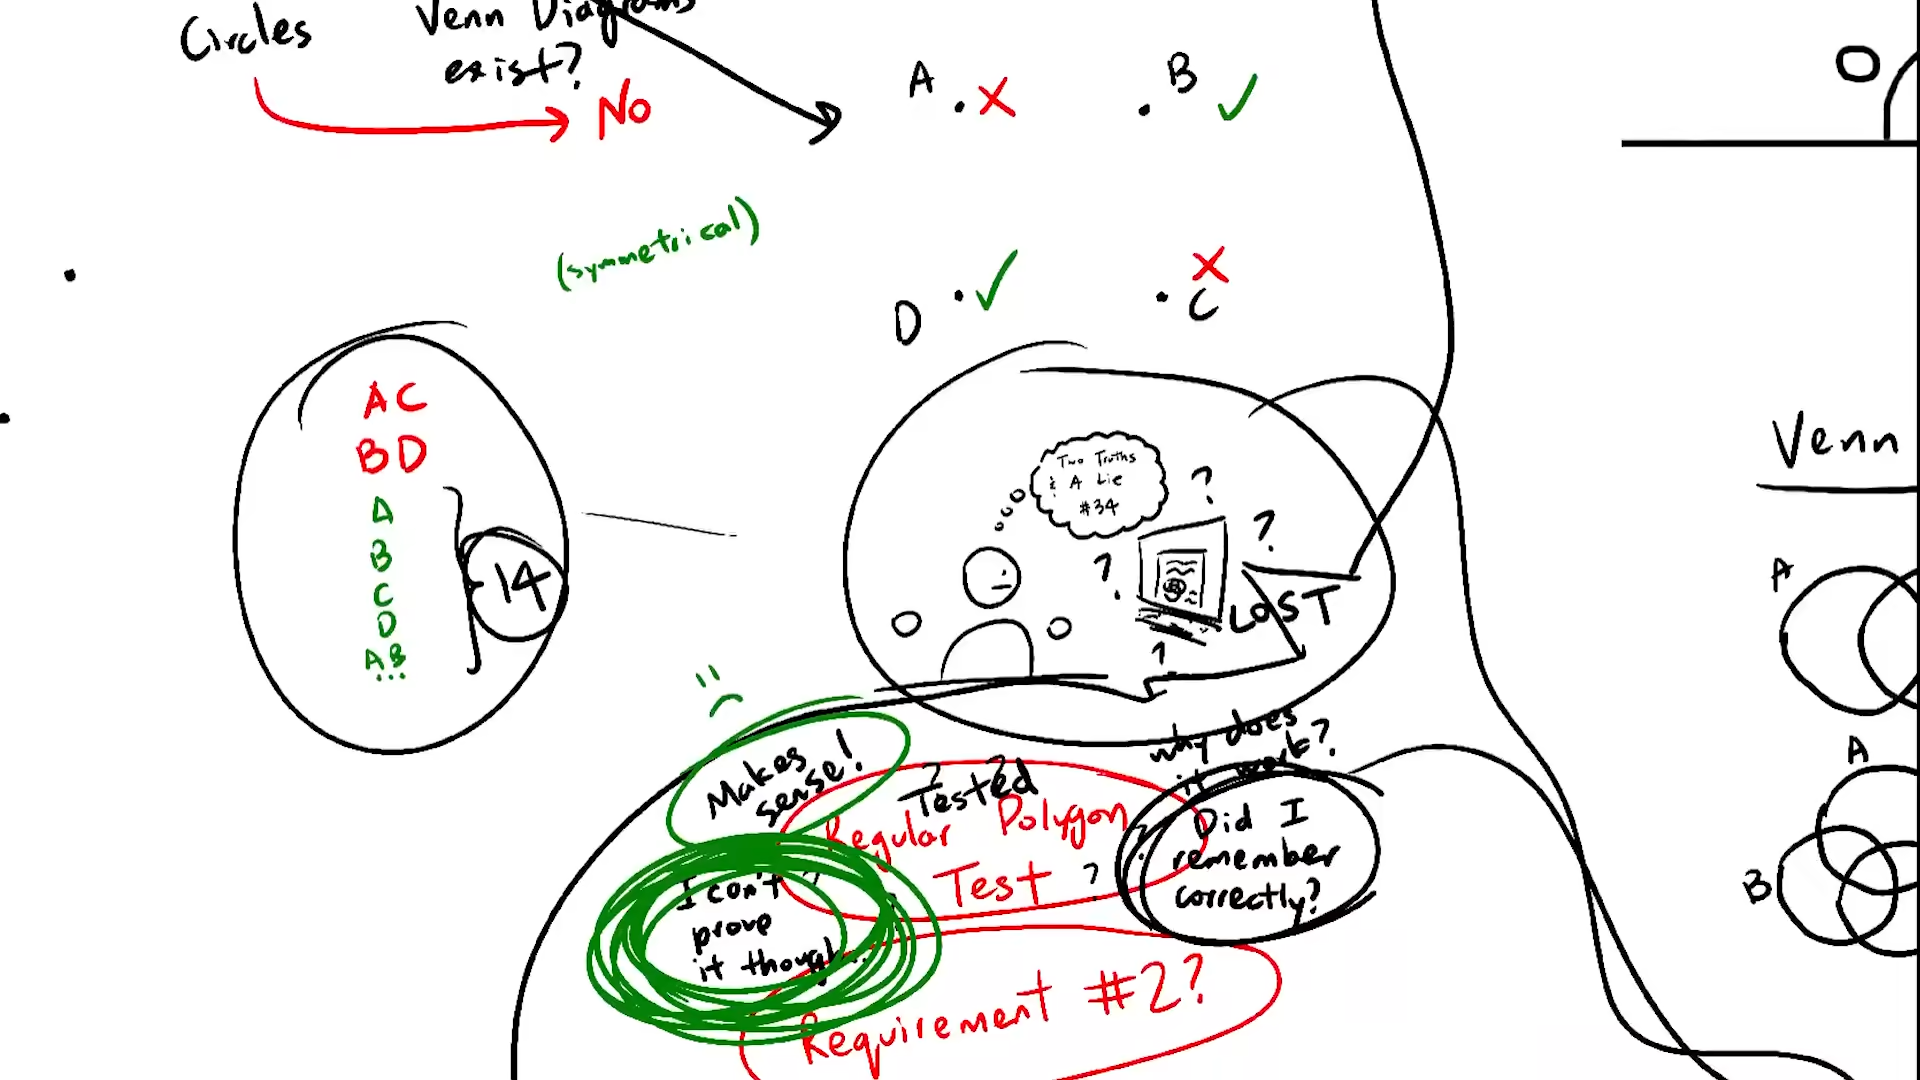 Circles
Venn Diagrams
exist?
No
A
X
B
✓
O
(symmetrical)
D
✓
X
C
AC
BD
A
B
C
D
AB
...
14
Two Truths
& A Lie
#34
?
?
?
?
LOST
Venn
A
A
B
Makes
sense!
?
?
Tested
Regular Polygon
Test
?
why does
it work?
Did I
remember
correctly?
I can't
prove
it though...
?
Requirement #2?